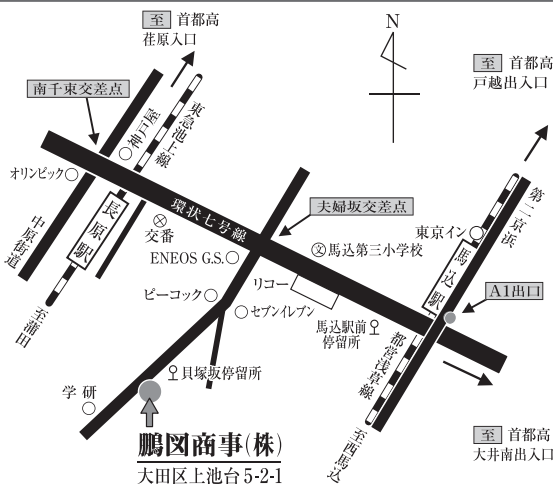 至 首都高
荏原入口
N
至 首都高
戸越出入口
南千束交差点
神戸屋
東急池上線
オリンピック
長原駅
中原街道
至蒲田
交番
環状七号線
夫婦坂交差点
第二京浜
東京イン
文 馬込第三小学校
馬込駅
ENEOS G.S.
ピーコック
セブンイレブン
リコー
馬込駅前
停留所
A1出口
都営浅草線
至西馬込
貝塚坂停留所
学研
鵬図商事(株)
大田区上池台5-2-1
至 首都高
大井南出入口